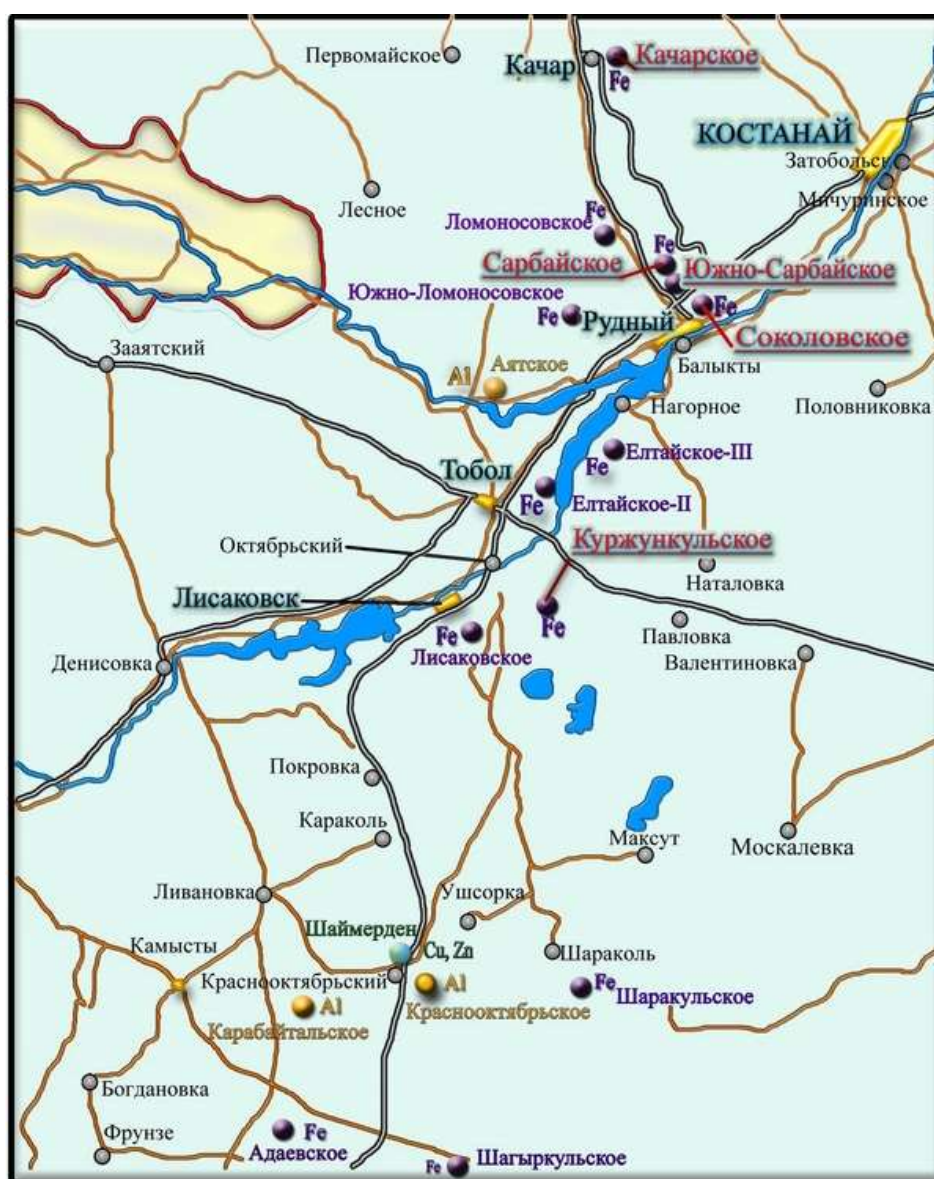 Первомайское
Качар
Качарское
Fe
КОСТАНАЙ
Затобольск
Мичуринское
Лесное
Ломоносовское
Fe
Fe
Сарбайское
Южно-Сарбайское
Южно-Ломоносовское
Fe
Fe
Рудный
Соколовское
Зааятский
Балыкты
Al
Аятское
Нагорное
Половниковка
Fe
Елтайское-III
Тобол
Fe
Елтайское-II
Октябрьский
Куржункульское
Наталовка
Лисаковск
Fe
Fe
Лисаковское
Павловка
Валентиновка
Денисовка
Покровка
Караколь
Максут
Москалевка
Ливановка
Ушсорка
Шаймерден
Cu, Zn
Камысты
Шараколь
Краснооктябрьский
Al
Fe
Шаракульское
Al
Карабайтальское
Краснооктябрьское
Богдановка
Фрунзе
Fe
Адаевское
Fe
Шагыркульское